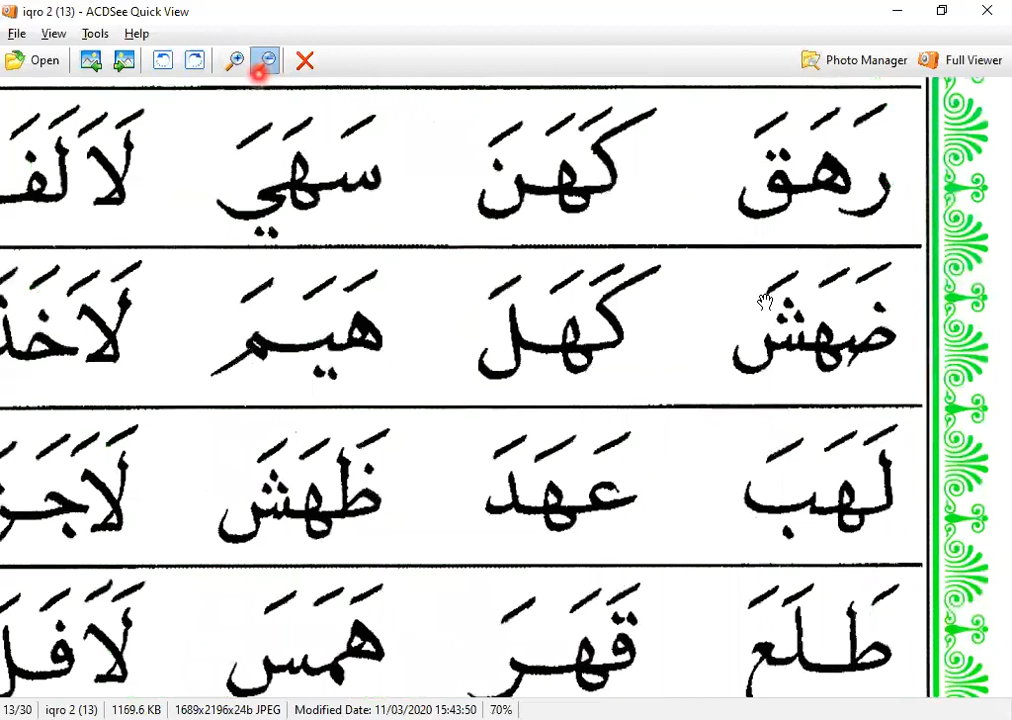 iqro 2 (13) - ACDSee Quick View
File View Tools Help
Open Photo Manager Full Viewer
رَهَقَ كَهَنَ سَهَيَ
ضَهَشَ كَهَلَ هَيَمَ
لَهَبَ عَهَدَ ظَهَشَ
طَلَعَ قَهَرَ هَمَسَ
13/30 iqro 2 (13) 1169.6 KB 1689x2196x24b JPEG Modified Date: 11/03/2020 15:43:50 70%